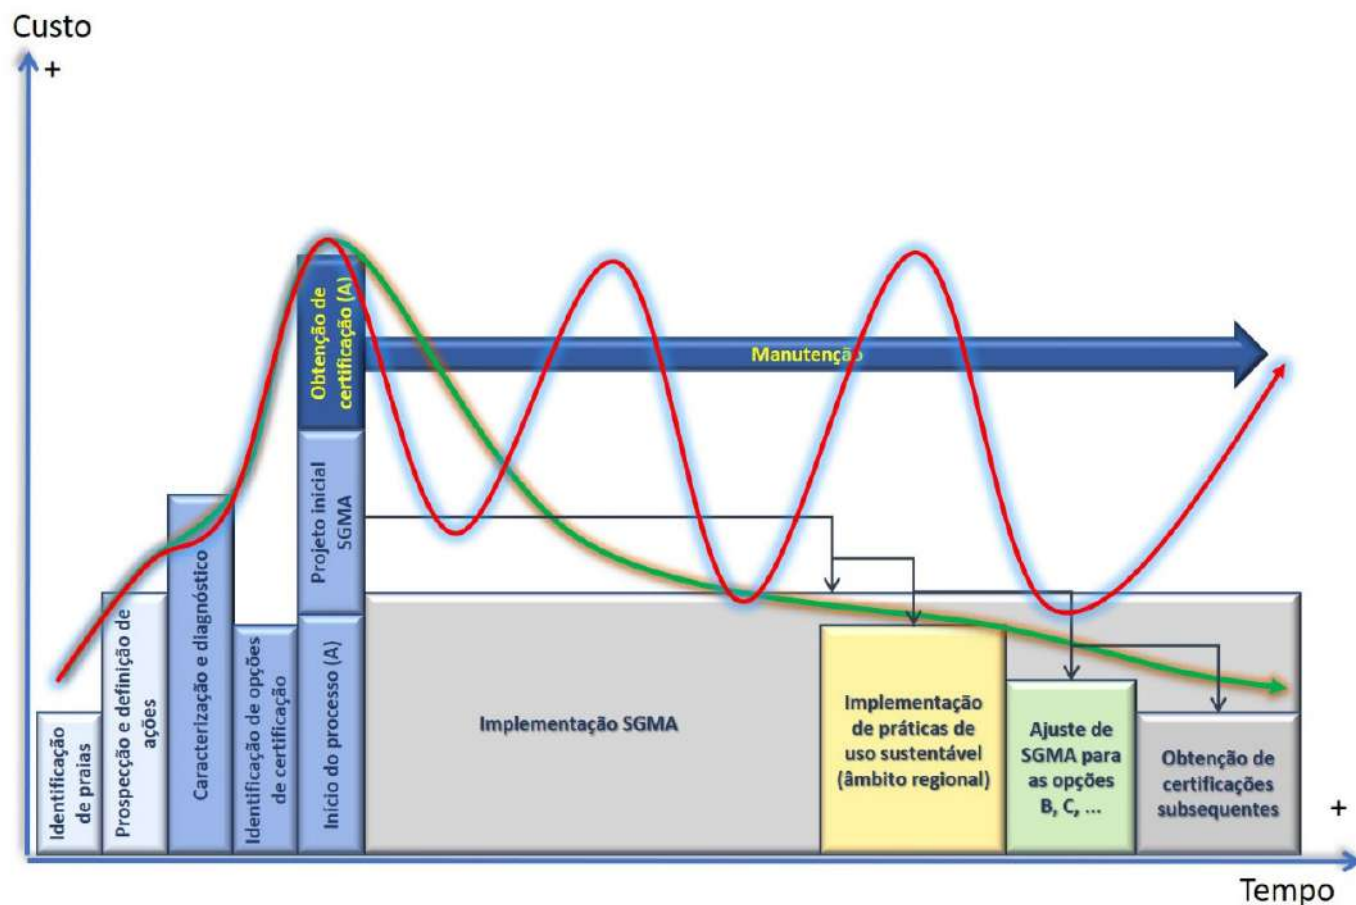 Custo
+
Obtenção de
certificação (A)
Manutenção
Projeto inicial
SGMA
Identificação
de praias
Prospecção e definição de
ações
Caracterização e diagnóstico
Identificação de opções
de certificação
Início do processo (A)
Implementação SGMA
Implementação
de práticas de
uso sustentável
(âmbito regional)
Ajuste de
SGMA para
as opções
B, C, ...
Obtenção de
certificações
subsequentes
+
Tempo